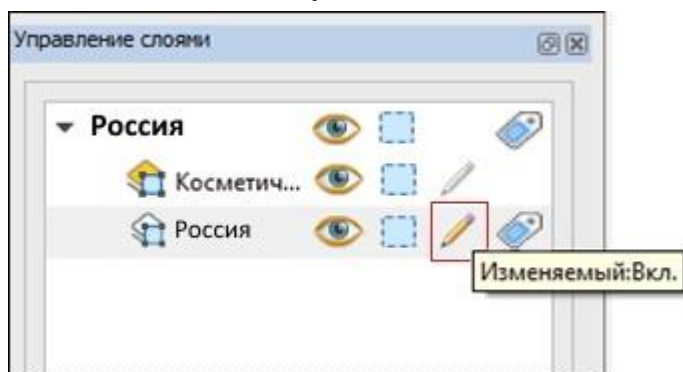 Управление слоями
Россия
Косметич...
Россия
Изменяемый:Вкл.